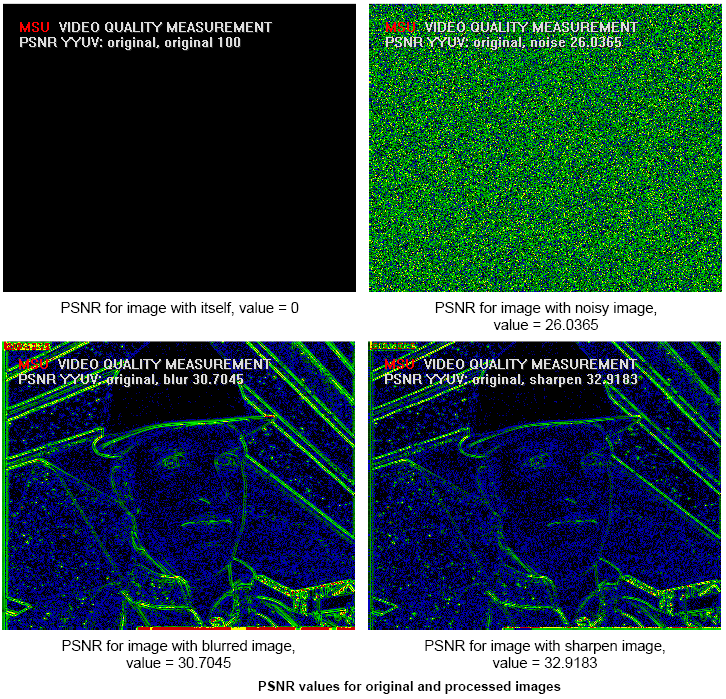 MSU VIDEO QUALITY MEASUREMENT
PSNR YYUV: original, original 100
MSU VIDEO QUALITY MEASUREMENT
PSNR YYUV: original, noise 26.0365
PSNR for image with itself, value = 0
PSNR for image with noisy image,
value = 26.0365
MSU VIDEO QUALITY MEASUREMENT
PSNR YYUV: original, blur 30.7045
MSU VIDEO QUALITY MEASUREMENT
PSNR YYUV: original, sharpen 32.9183
PSNR for image with blurred image,
value = 30.7045
PSNR for image with sharpen image,
value = 32.9183
PSNR values for original and processed images